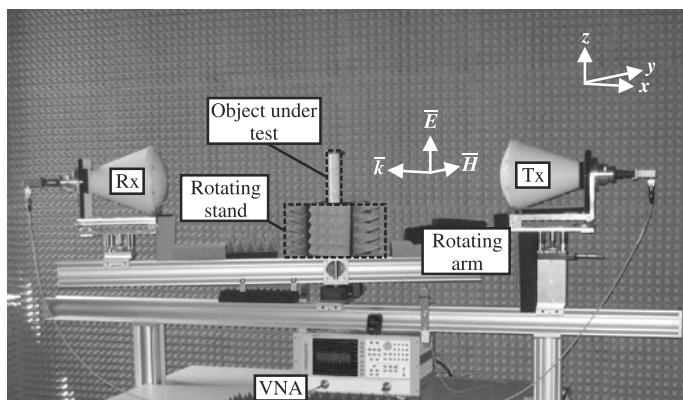 z
y
x
Object under
test
E̅
k̅
H̅
Rx
Tx
Rotating
stand
Rotating
arm
VNA